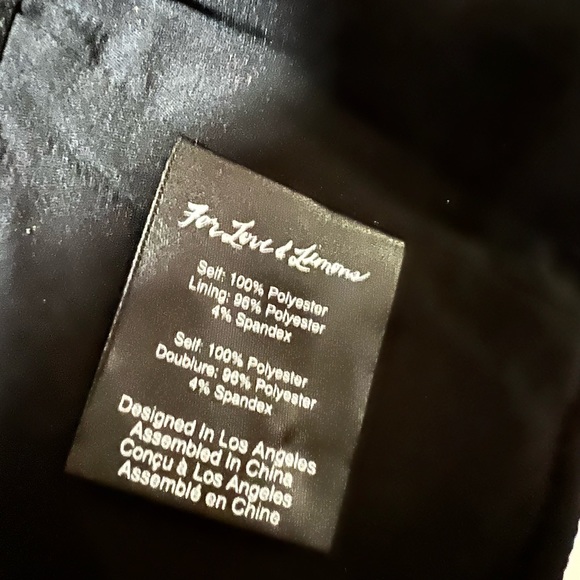 For Love & Lemons
Self: 100% Polyester
Lining: 96% Polyester
4% Spandex
Self: 100% Polyester
Doublure: 96% Polyester
4% Spandex
Designed In Los Angeles
Assembled In China
Conçu à Los Angeles
Assemblé en Chine